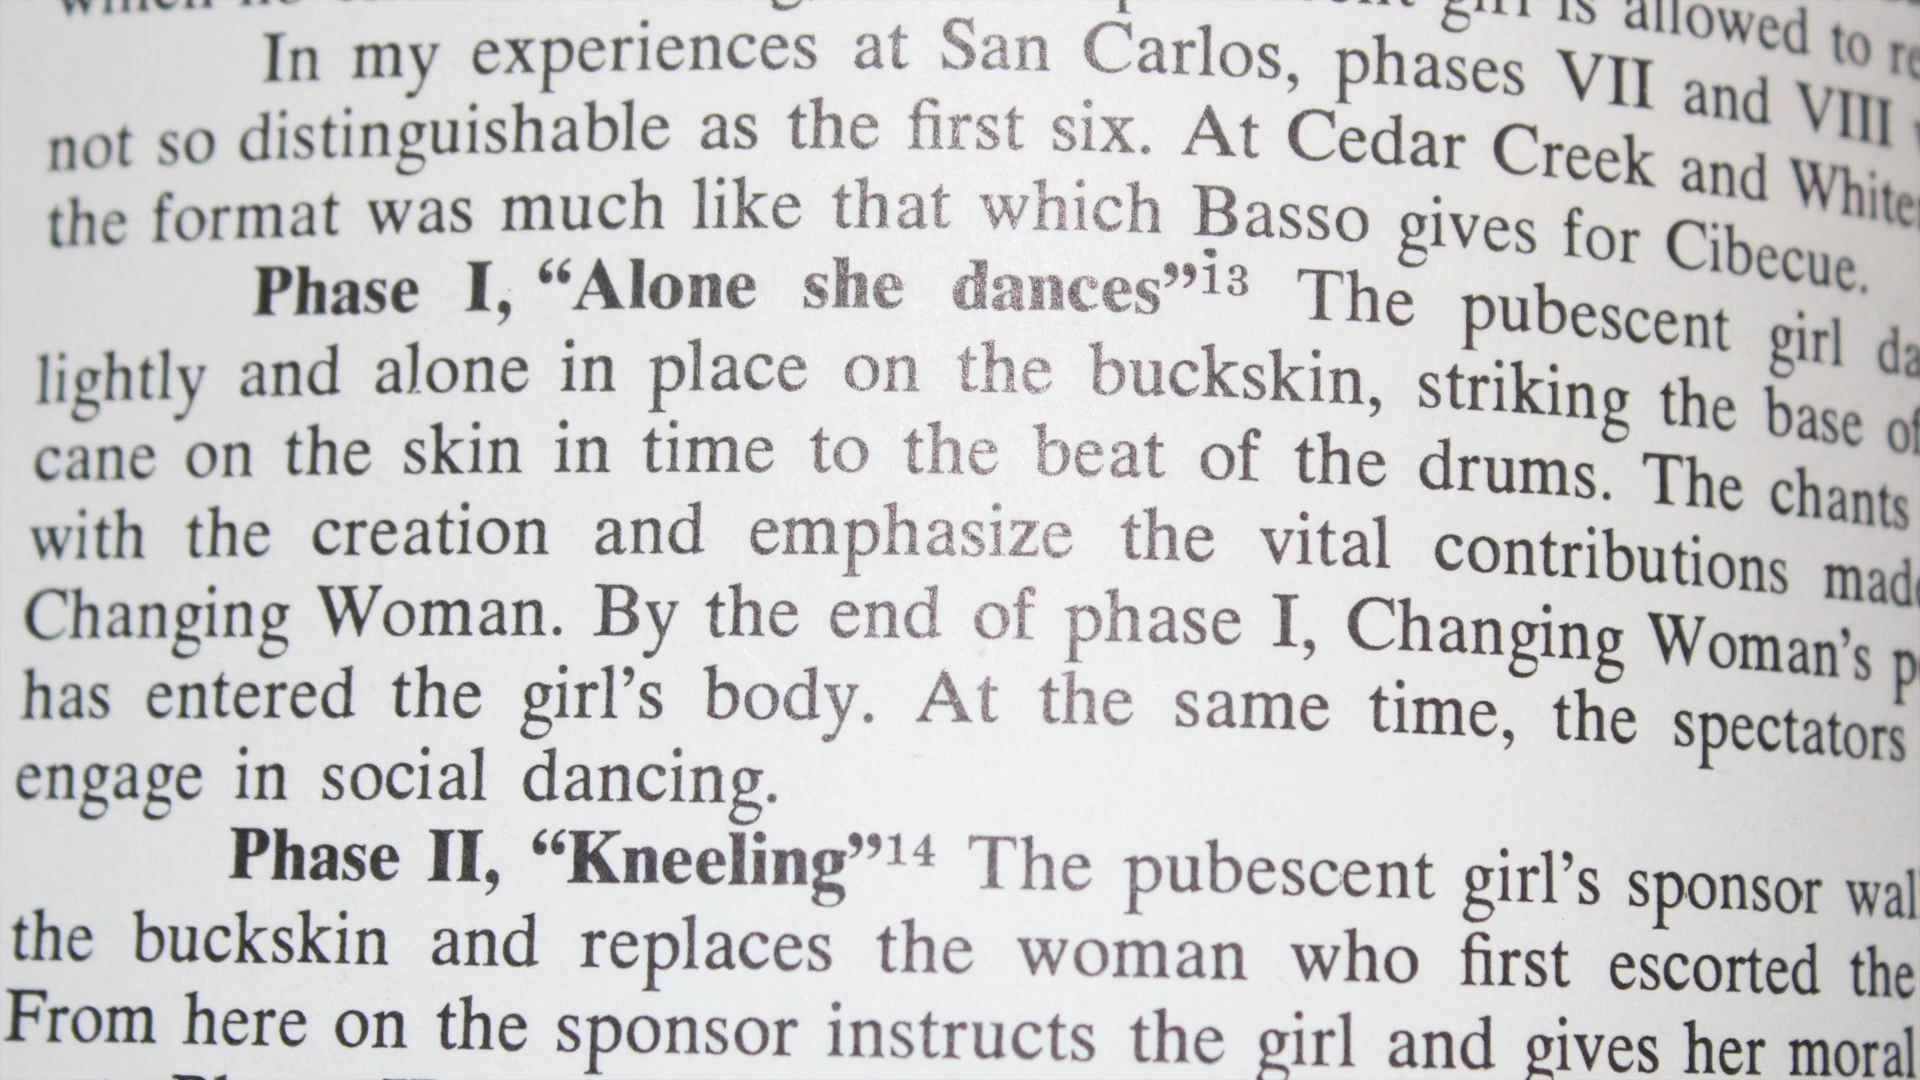 girl is allowed to
In my experiences at San Carlos, phases VII and VIII
not so distinguishable as the first six. At Cedar Creek and
the format was much like that which Basso gives for Cibecue.
Phase I, “Alone she dances”13 The pubescent girl
lightly and alone in place on the buckskin, striking the base of
cane on the skin in time to the beat of the drums. The chants
with the creation and emphasize the vital contributions
Changing Woman. By the end of phase I, Changing Woman’s
has entered the girl’s body. At the same time, the spectators
engage in social dancing.
Phase II, “Kneeling”14 The pubescent girl’s sponsor
the buckskin and replaces the woman who first escorted the
From here on the sponsor instructs the girl and gives her moral